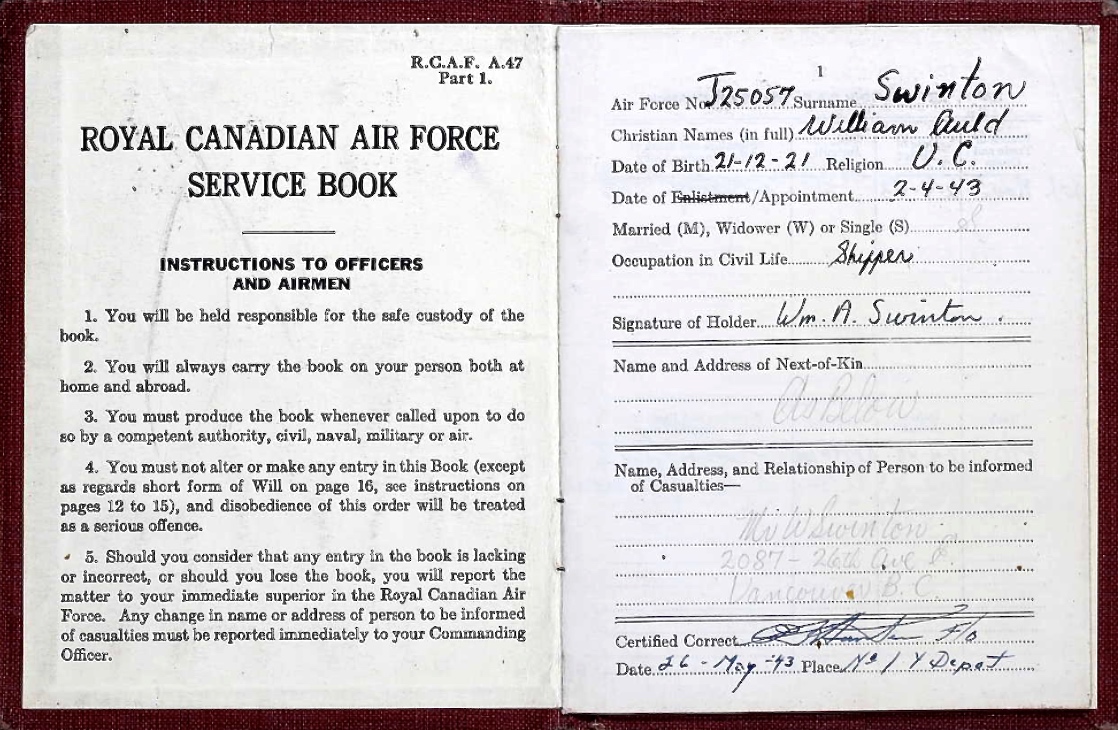 R.C.A.F. A.47
Part 1.
ROYAL CANADIAN AIR FORCE
SERVICE BOOK
INSTRUCTIONS TO OFFICERS
AND AIRMEN
1. You will be held responsible for the safe custody of the
book.
2. You will always carry the book on your person both at
home and abroad.
3. You must produce the book whenever called upon to do
so by a competent authority, civil, naval, military or air.
4. You must not alter or make any entry in this Book (except
as regards short form of Will on page 16, see instructions on
pages 12 to 15), and disobedience of this order will be treated
as a serious offence.
5. Should you consider that any entry in the book is lacking
or incorrect, or should you lose the book, you will report the
matter to your immediate superior in the Royal Canadian Air
Force. Any change in name or address of person to be informed
of casualties must be reported immediately to your Commanding
Officer.
1
Air Force No. J25057 Surname Swinton
Christian Names (in full) William Auld
Date of Birth 21-12-21 Religion U.C.
Date of Enlistment/Appointment 2-4-43
Married (M), Widower (W) or Single (S) S
Occupation in Civil Life Shipper
Signature of Holder Wm. A. Swinton.
Name and Address of Next-of-Kin
As Below
Name, Address, and Relationship of Person to be informed
of Casualties—
Mr W Swinton
2087 - 26th Ave E.
Vancouver B.C.
Certified Correct F/o
Date 26-May-43 Place No 1 Y Depot